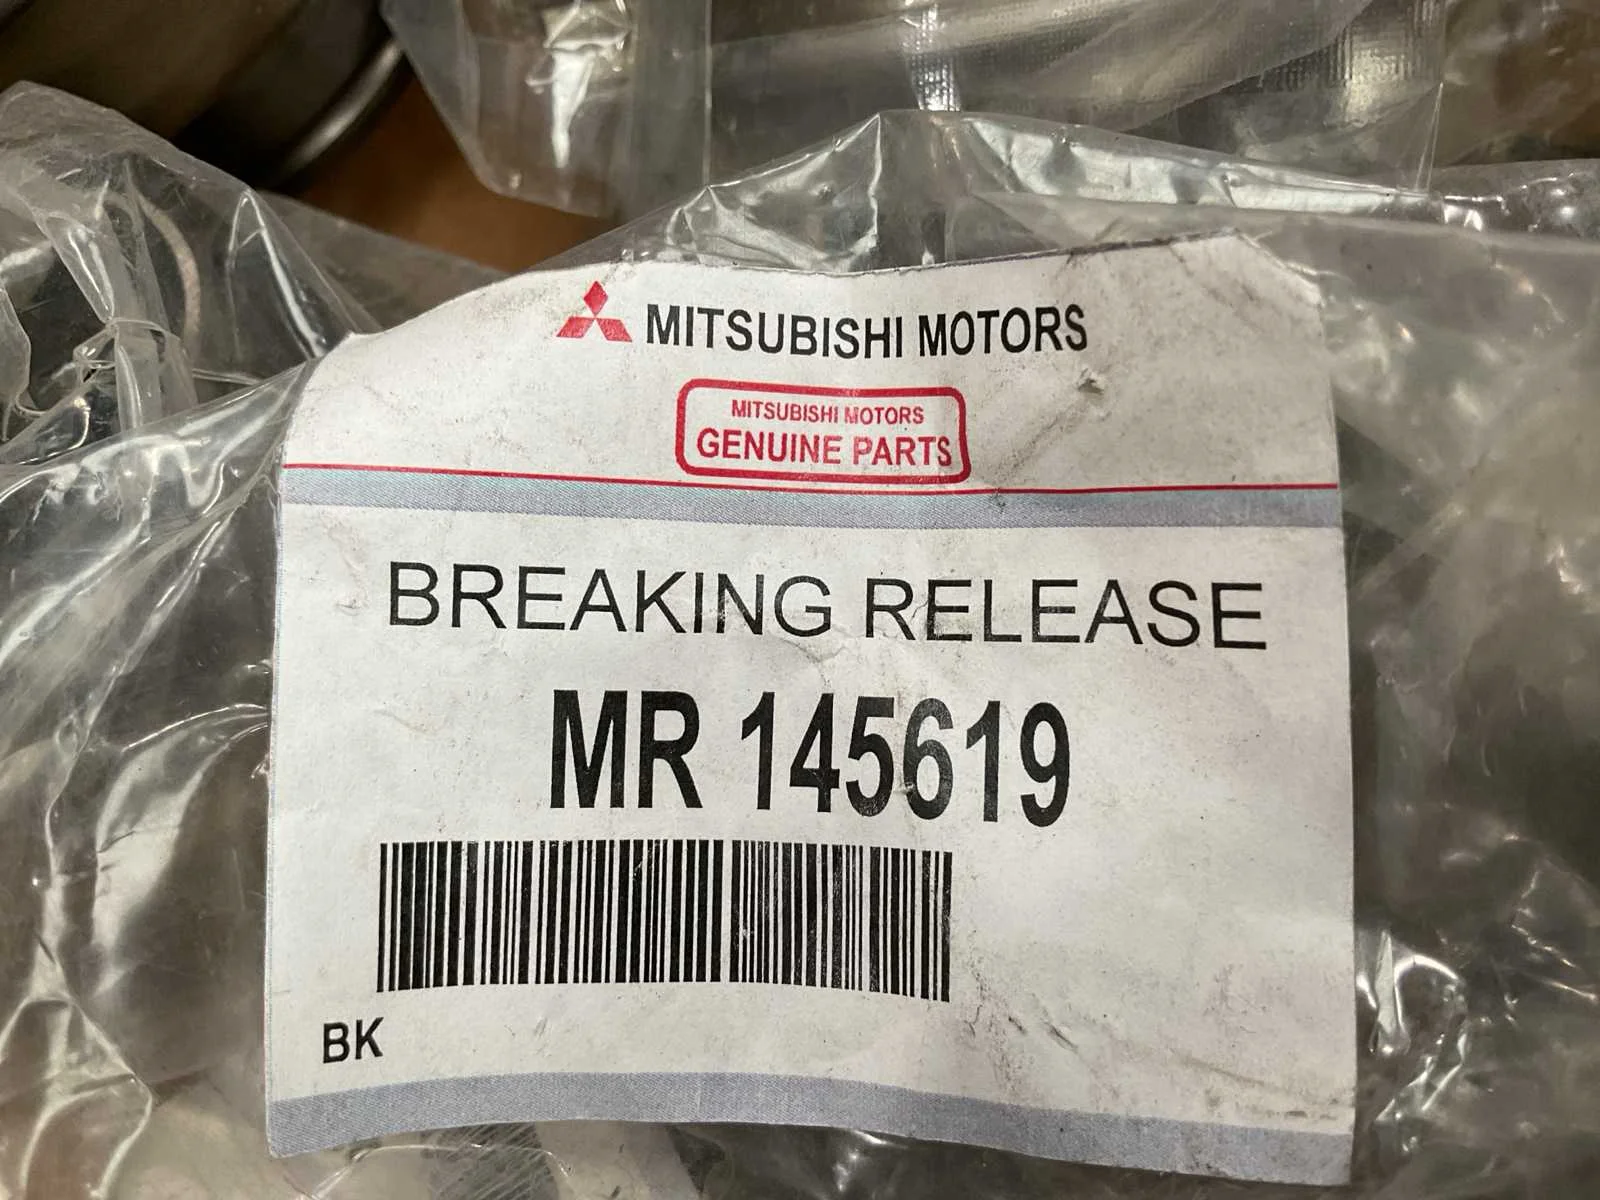 MITSUBISHI MOTORS
MITSUBISHI MOTORS
GENUINE PARTS
BREAKING RELEASE
MR 145619
BK